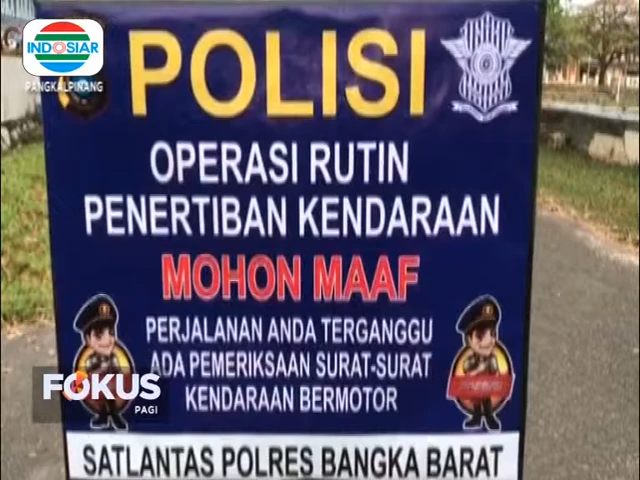 INDOSIAR
PANGKALPINANG
POLISI
OPERASI RUTIN
PENERTIBAN KENDARAAN
MOHON MAAF
PERJALANAN ANDA TERGANGGU
ADA PEMERIKSAAN SURAT-SURAT
KENDARAAN BERMOTOR
FOKUS
PAGI
SATLANTAS POLRES BANGKA BARAT